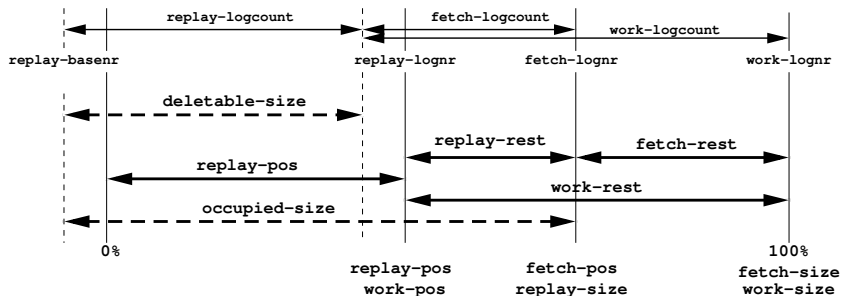 replay-logcount fetch-logcount
work-logcount
replay-basenr replay-lognr fetch-lognr work-lognr
deletable-size
replay-rest fetch-rest
replay-pos
work-rest
occupied-size
0% 100%
replay-pos fetch-pos fetch-size
work-pos replay-size work-size